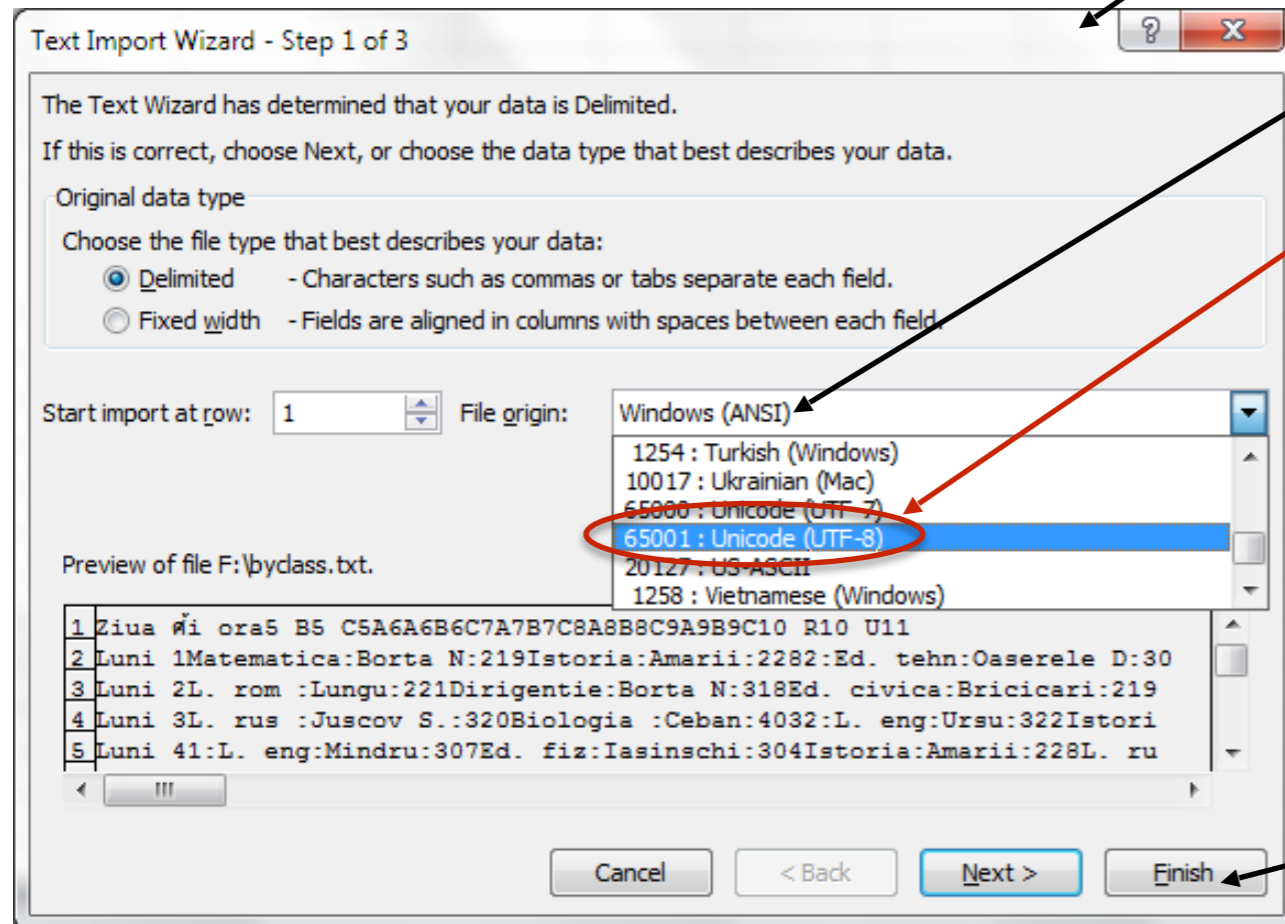 Text Import Wizard - Step 1 of 3
The Text Wizard has determined that your data is Delimited.
If this is correct, choose Next, or choose the data type that best describes your data.
Original data type
Choose the file type that best describes your data:
Delimited - Characters such as commas or tabs separate each field.
Fixed width - Fields are aligned in columns with spaces between each field.
Start import at row: 1 File origin: Windows (ANSI)
1254 : Turkish (Windows)
10017 : Ukrainian (Mac)
65000 : Unicode (UTF-7)
65001 : Unicode (UTF-8)
20127 : US-ASCII
1258 : Vietnamese (Windows)
Preview of file F:\byclass.txt.
1 Ziua ศ้i ora5 B5 C5A6A6B6C7A7B7C8A8B8C9A9B9C10 R10 U11
2 Luni 1Matematica:Borta N:219Istoria:Amarii:2282:Ed. tehn:Oaserele D:30
3 Luni 2L. rom :Lungu:221Dirigentie:Borta N:318Ed. civica:Bricicari:219
4 Luni 3L. rus :Juscov S.:320Biologia :Ceban:4032:L. eng:Ursu:322Istori
5 Luni 41:L. eng:Mindru:307Ed. fiz:Iasinschi:304Istoria:Amarii:228L. ru
Cancel < Back Next > Finish